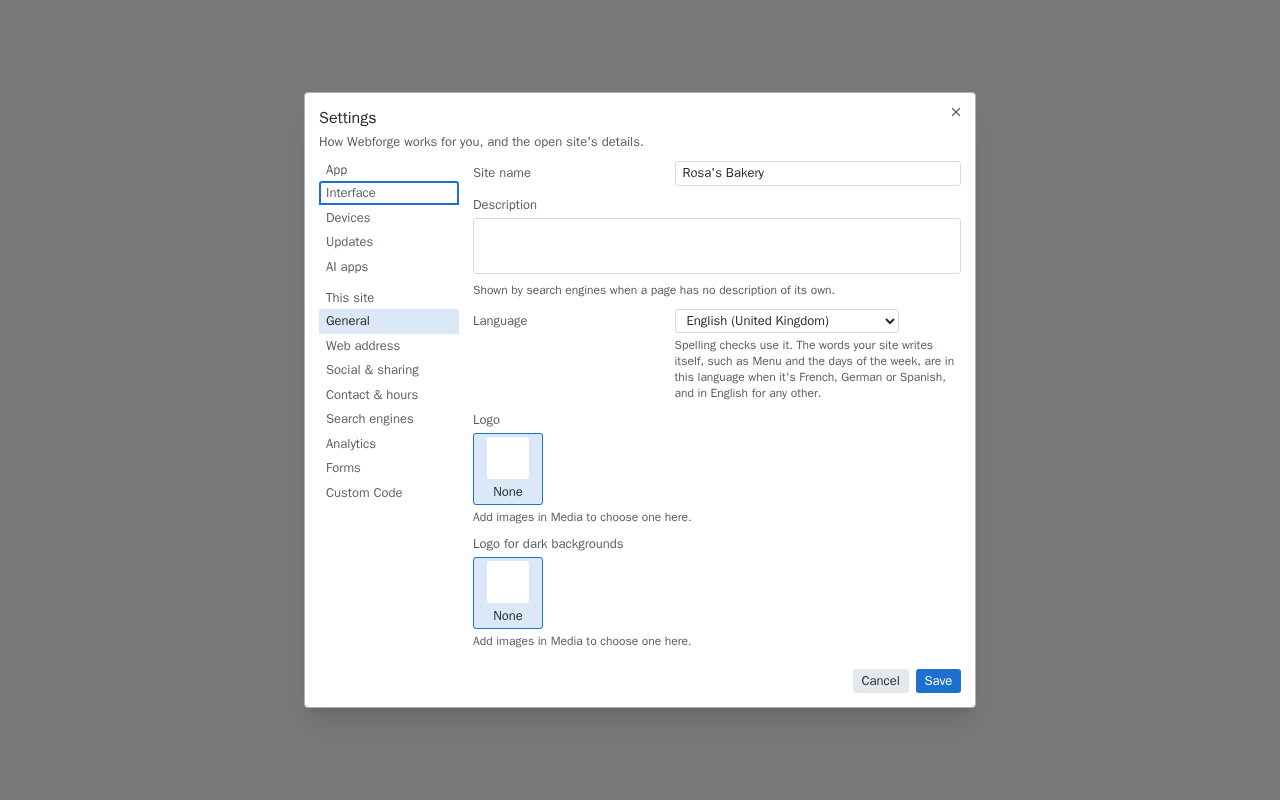 Settings
How Webforge works for you, and the open site's details.
App
Interface
Devices
Updates
AI apps
This site
General
Web address
Social & sharing
Contact & hours
Search engines
Analytics
Forms
Custom Code
Site name
Rosa's Bakery
Description
Shown by search engines when a page has no description of its own.
Language
English (United Kingdom)
Spelling checks use it. The words your site writes
itself, such as Menu and the days of the week, are in
this language when it's French, German or Spanish,
and in English for any other.
Logo
None
Add images in Media to choose one here.
Logo for dark backgrounds
None
Add images in Media to choose one here.
Cancel
Save